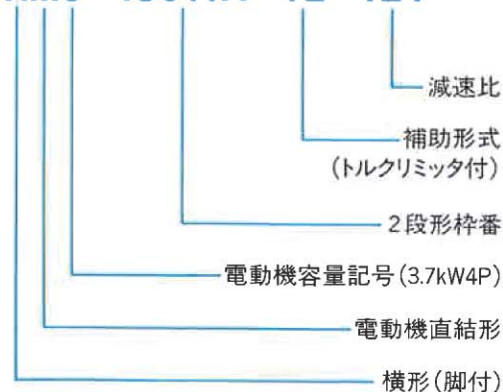 減速比
補助形式
(トルクリミッタ付)
2段形枠番
電動機容量記号(3.7kW4P)
電動機直結形
横形(脚付)